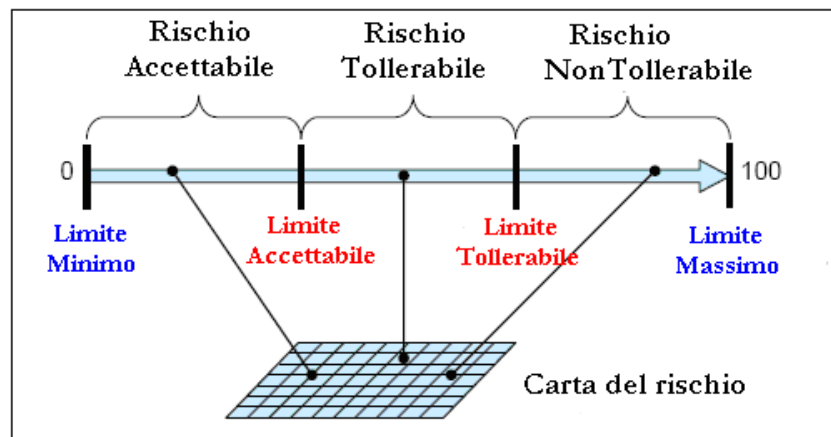 Rischio
Accettabile
Rischio
Tollerabile
Rischio
NonTollerabile
0
100
Limite
Minimo
Limite
Accettabile
Limite
Tollerabile
Limite
Massimo
Carta del rischio